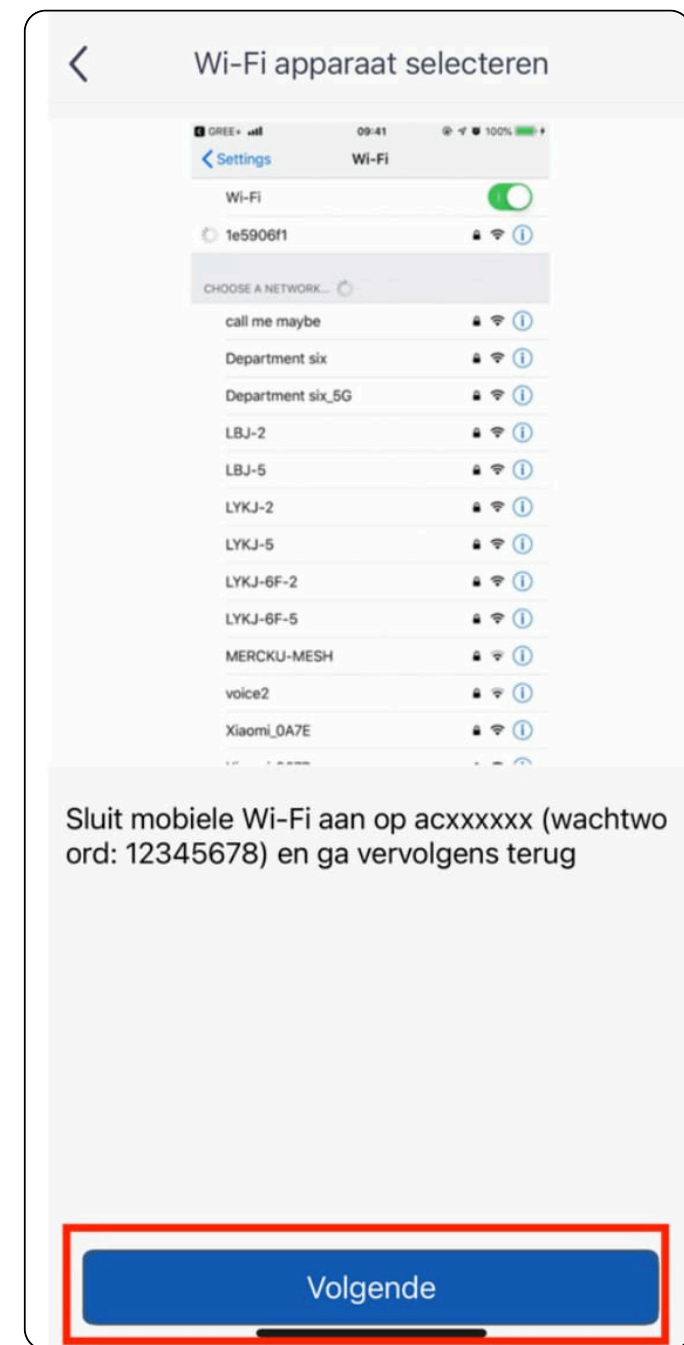 Wi-Fi apparaat selecteren
GREE+ 09:41 100%
Settings Wi-Fi
Wi-Fi
1e5906f1
CHOOSE A NETWORK...
call me maybe
Department six
Department six_5G
LBJ-2
LBJ-5
LYKJ-2
LYKJ-5
LYKJ-6F-2
LYKJ-6F-5
MERCKU-MESH
voice2
Xiaomi_0A7E
Sluit mobiele Wi-Fi aan op acxxxxxx (wachtwo
ord: 12345678) en ga vervolgens terug
Volgende